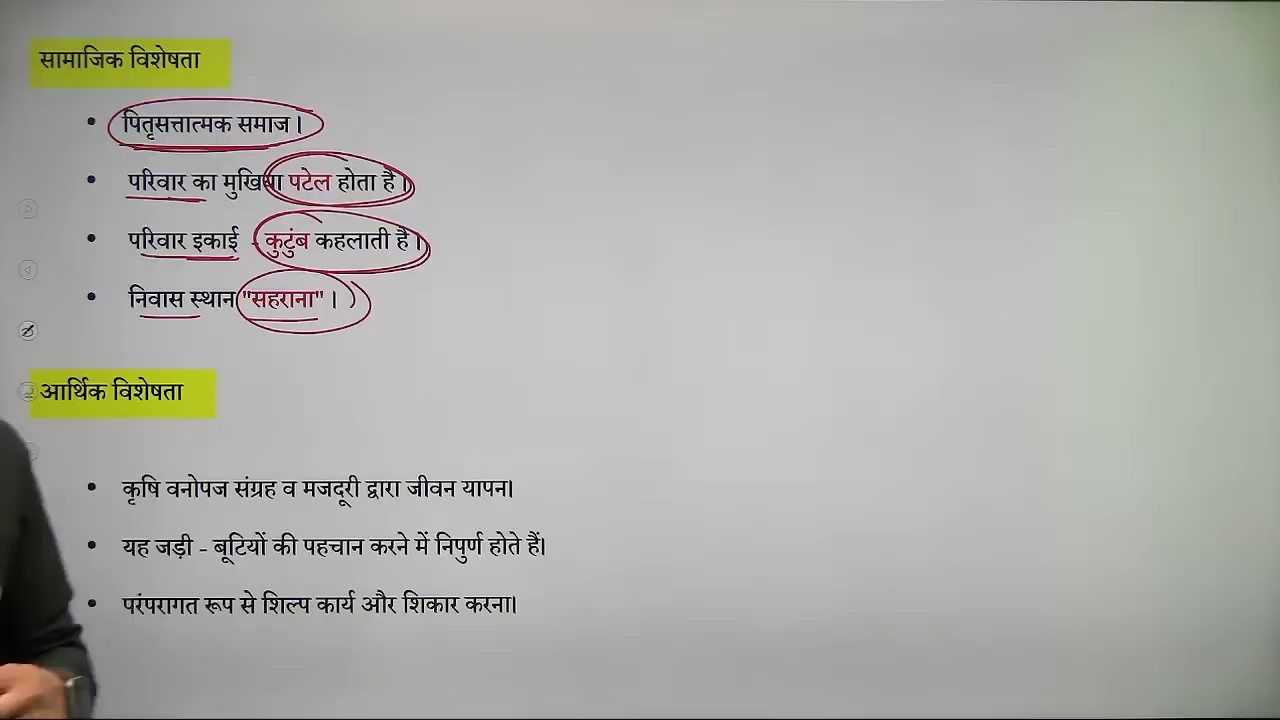 सामाजिक विशेषता
• पितृसत्तात्मक समाज।
• परिवार का मुखिया पटेल होता है।
• परिवार इकाई - कुटुंब कहलाती है।
• निवास स्थान "सहराना"।
आर्थिक विशेषता
• कृषि वनोपज संग्रह व मजदूरी द्वारा जीवन यापन।
• यह जड़ी - बूटियों की पहचान करने में निपुर्ण होते हैं।
• परंपरागत रूप से शिल्प कार्य और शिकार करना।